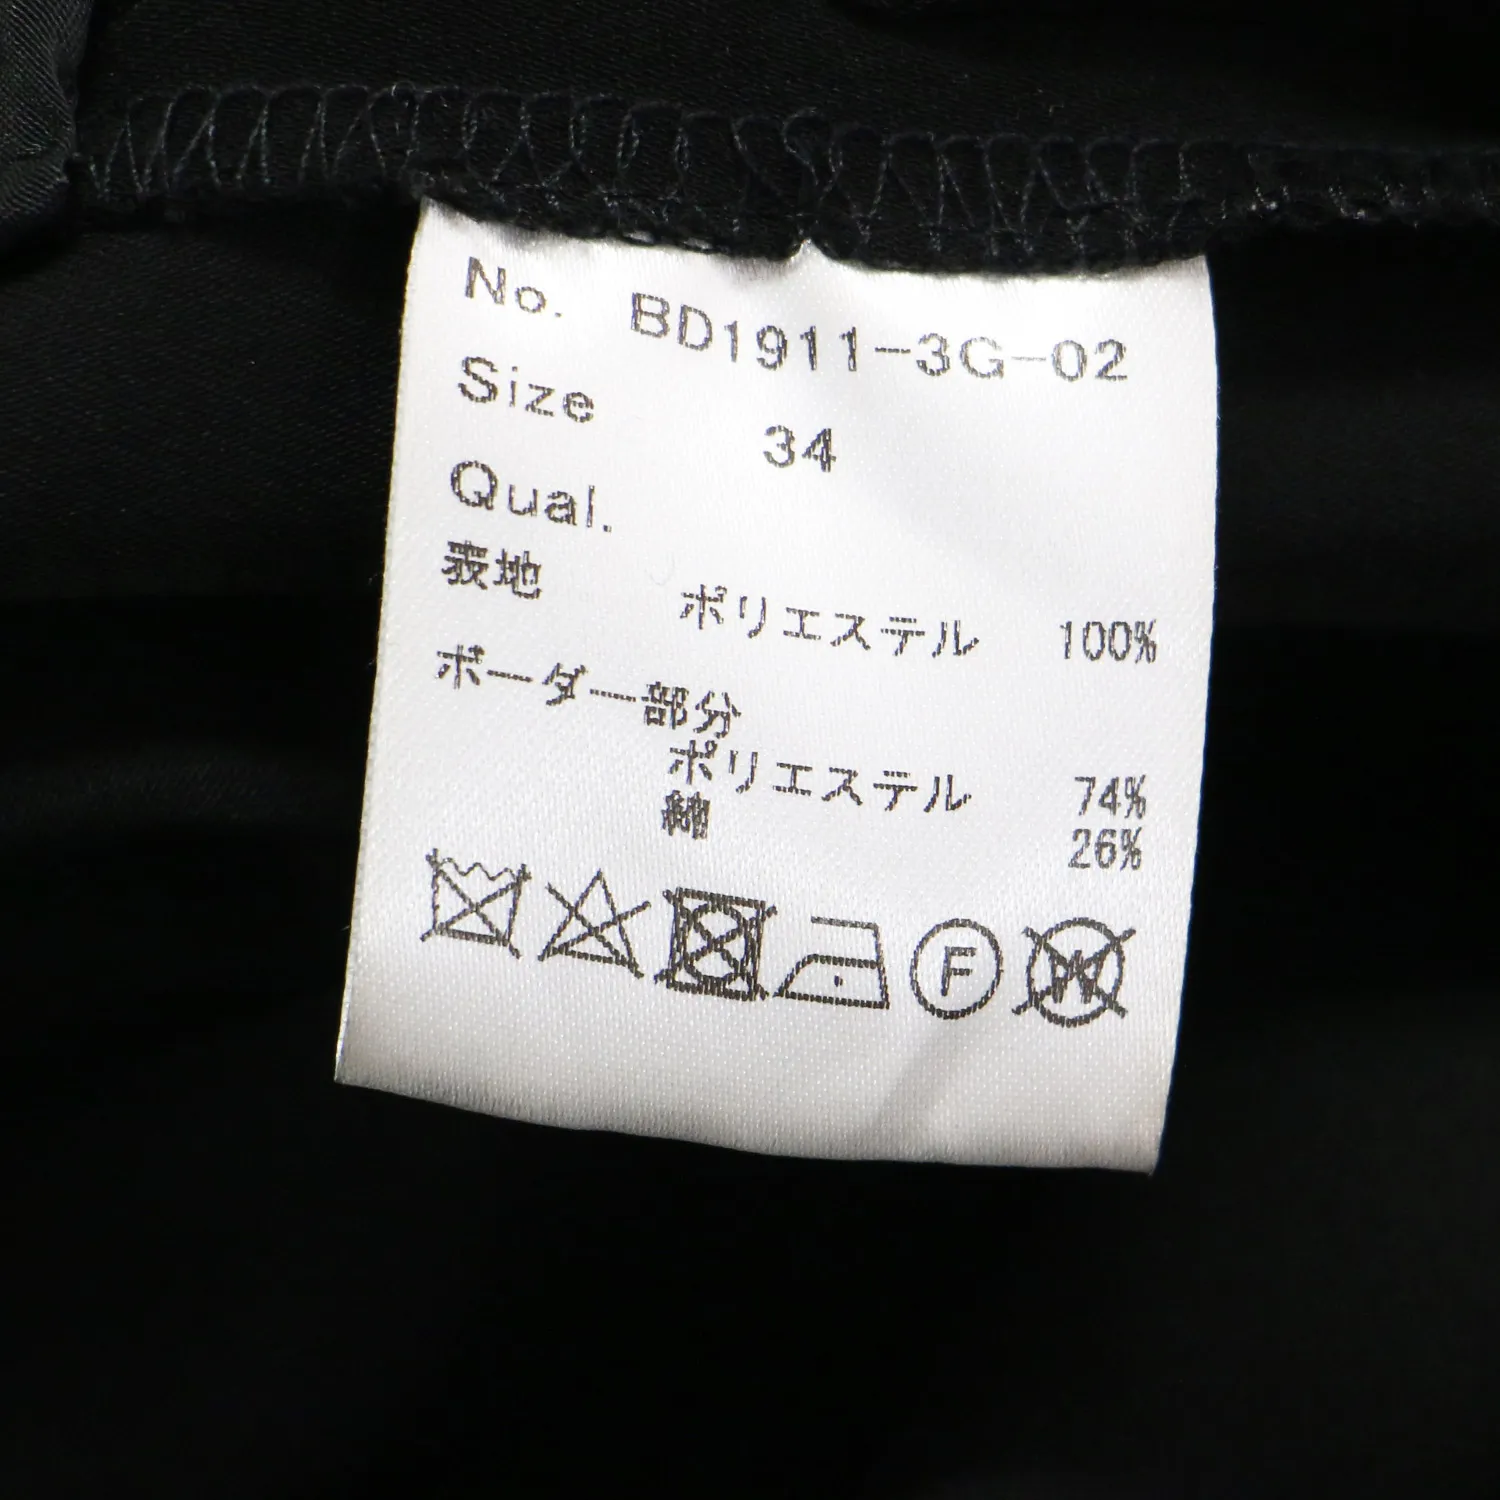 No. BD1911-3G-02
Size 34
Qual.
表地 ポリエステル 100%
ボーダー部分
ポリエステル 74%
綿 26%
F W